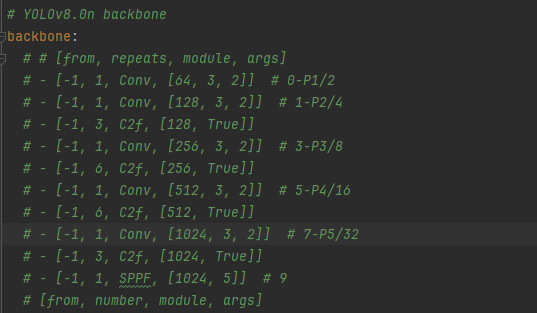 # YOLOv8.0n backbone
backbone:
# # [from, repeats, module, args]
# - [-1, 1, Conv, [64, 3, 2]]  # 0-P1/2
# - [-1, 1, Conv, [128, 3, 2]]  # 1-P2/4
# - [-1, 3, C2f, [128, True]]
# - [-1, 1, Conv, [256, 3, 2]]  # 3-P3/8
# - [-1, 6, C2f, [256, True]]
# - [-1, 1, Conv, [512, 3, 2]]  # 5-P4/16
# - [-1, 6, C2f, [512, True]]
# - [-1, 1, Conv, [1024, 3, 2]]  # 7-P5/32
# - [-1, 3, C2f, [1024, True]]
# - [-1, 1, SPPF, [1024, 5]]  # 9
# [from, number, module, args]